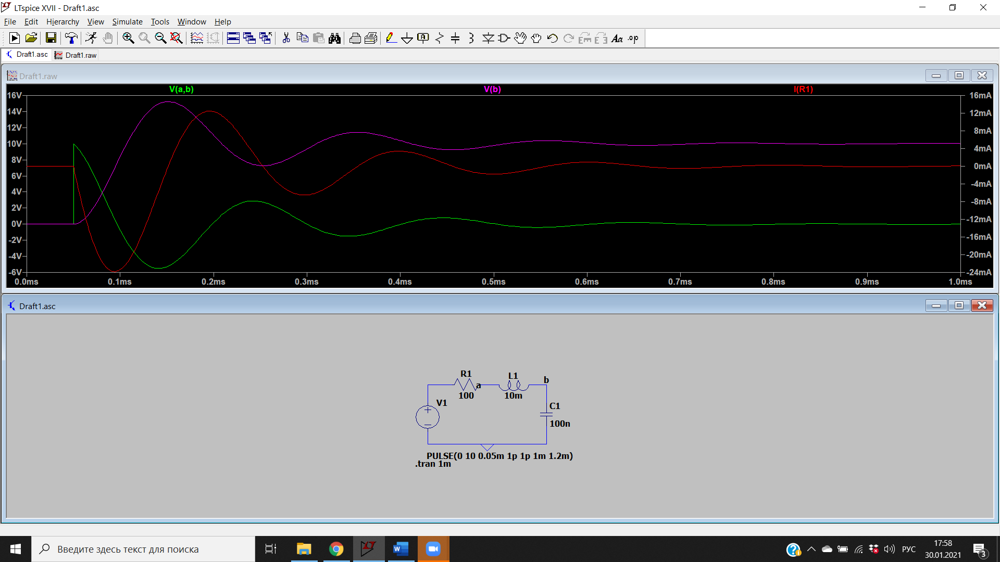 LTspice XVII - Draft1.asc
File Edit Hierarchy View Simulate Tools Window Help
Draft1.asc Draft1.raw
Draft1.raw
V(a,b) V(b) I(R1)
16V 16mA
14V 12mA
12V 8mA
10V 4mA
8V 0mA
6V -4mA
4V -8mA
2V -12mA
0V -16mA
-2V -20mA
-4V -24mA
-6V
0.0ms 0.1ms 0.2ms 0.3ms 0.4ms 0.5ms 0.6ms 0.7ms 0.8ms 0.9ms 1.0ms
Draft1.asc
R1 L1 b
a
100 10m
V1 C1
100n
PULSE(0 10 0.05m 1p 1p 1m 1.2m)
.tran 1m
Введите здесь текст для поиска
РУС
17:58
30.01.2021
3